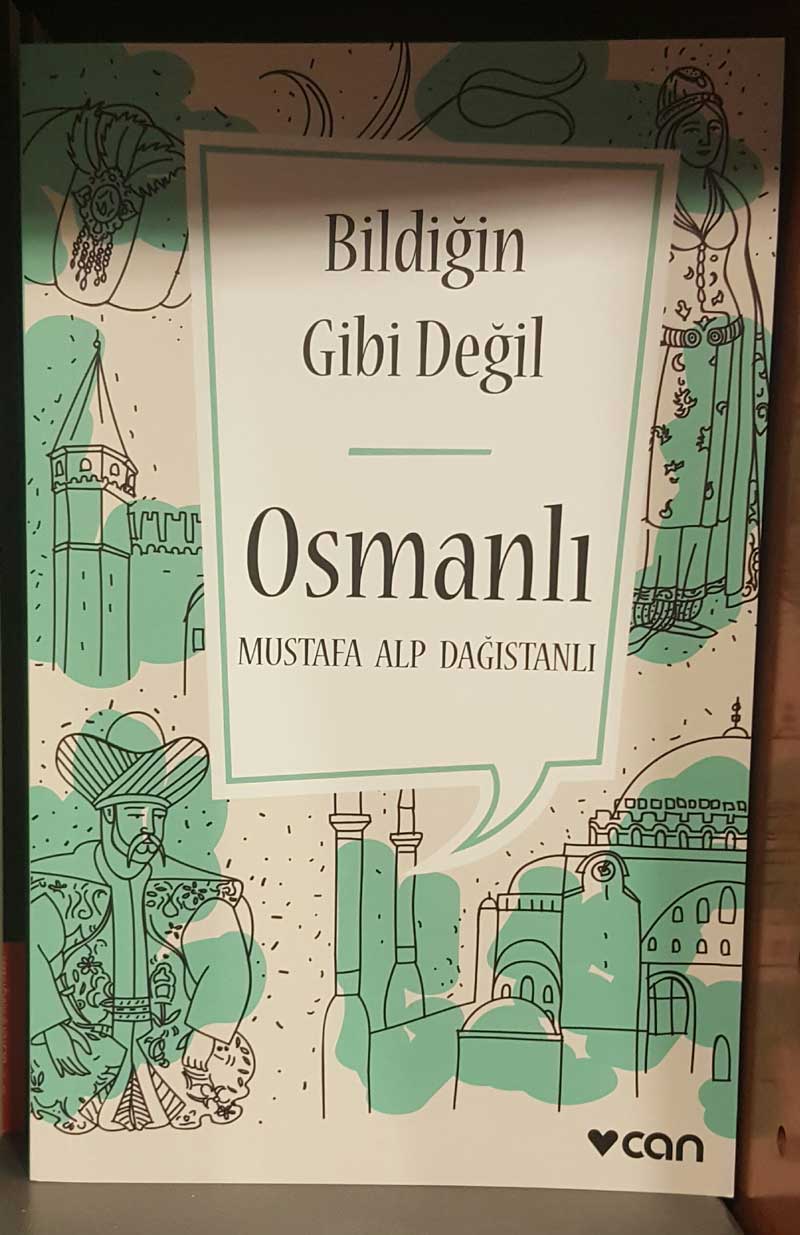 Bildiğin
Gibi Değil
Osmanlı
MUSTAFA ALP DAĞISTANLI
can